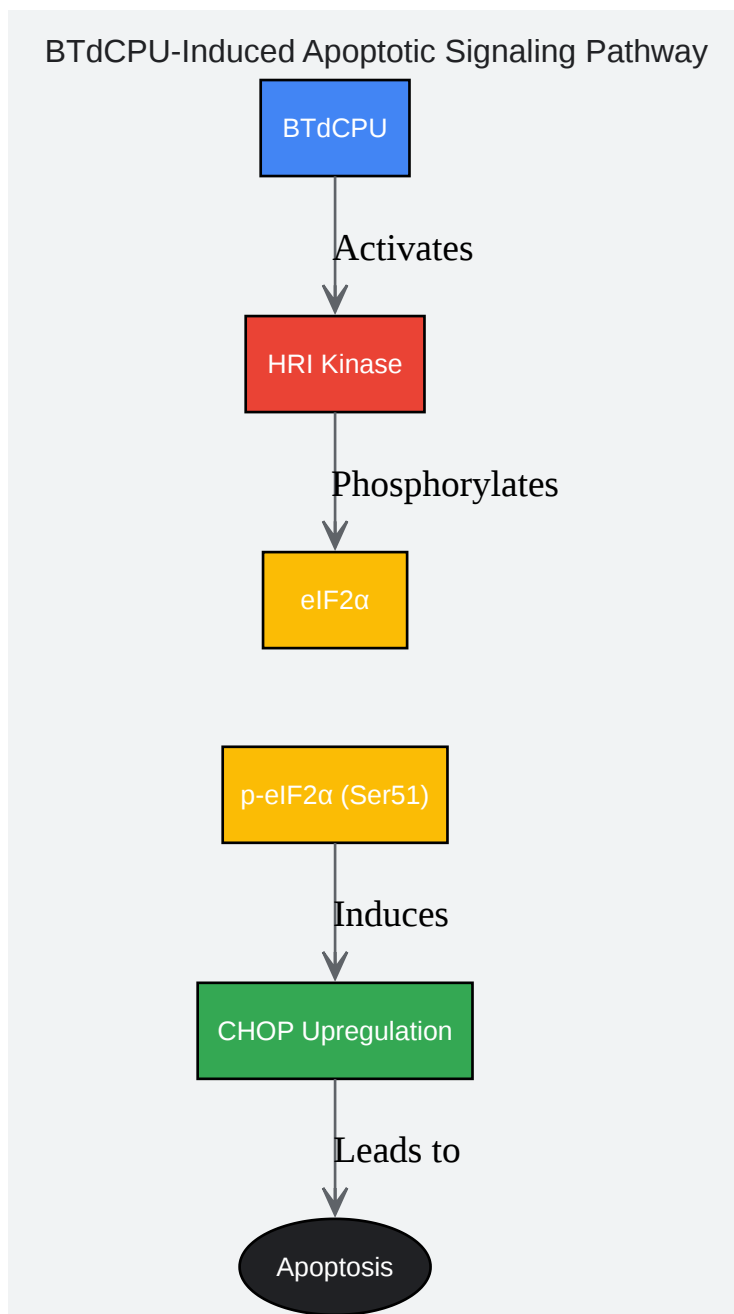 BTdCPU-Induced Apoptotic Signaling Pathway
BTdCPU
Activates
HRI Kinase
Phosphorylates
eIF2α
p-eIF2α (Ser51)
Induces
CHOP Upregulation
Leads to
Apoptosis